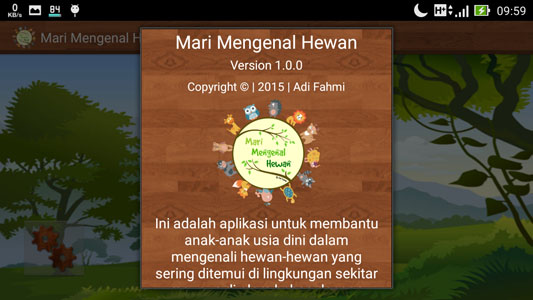 0
KB/s
84
H+
09:59
Mari Mengenal H
Mari Mengenal Hewan
Version 1.0.0
Copyright © | 2015 | Adi Fahmi
Mari
Mengenal
Hewan
Ini adalah aplikasi untuk membantu
anak-anak usia dini dalam
mengenali hewan-hewan yang
sering ditemui di lingkungan sekitar